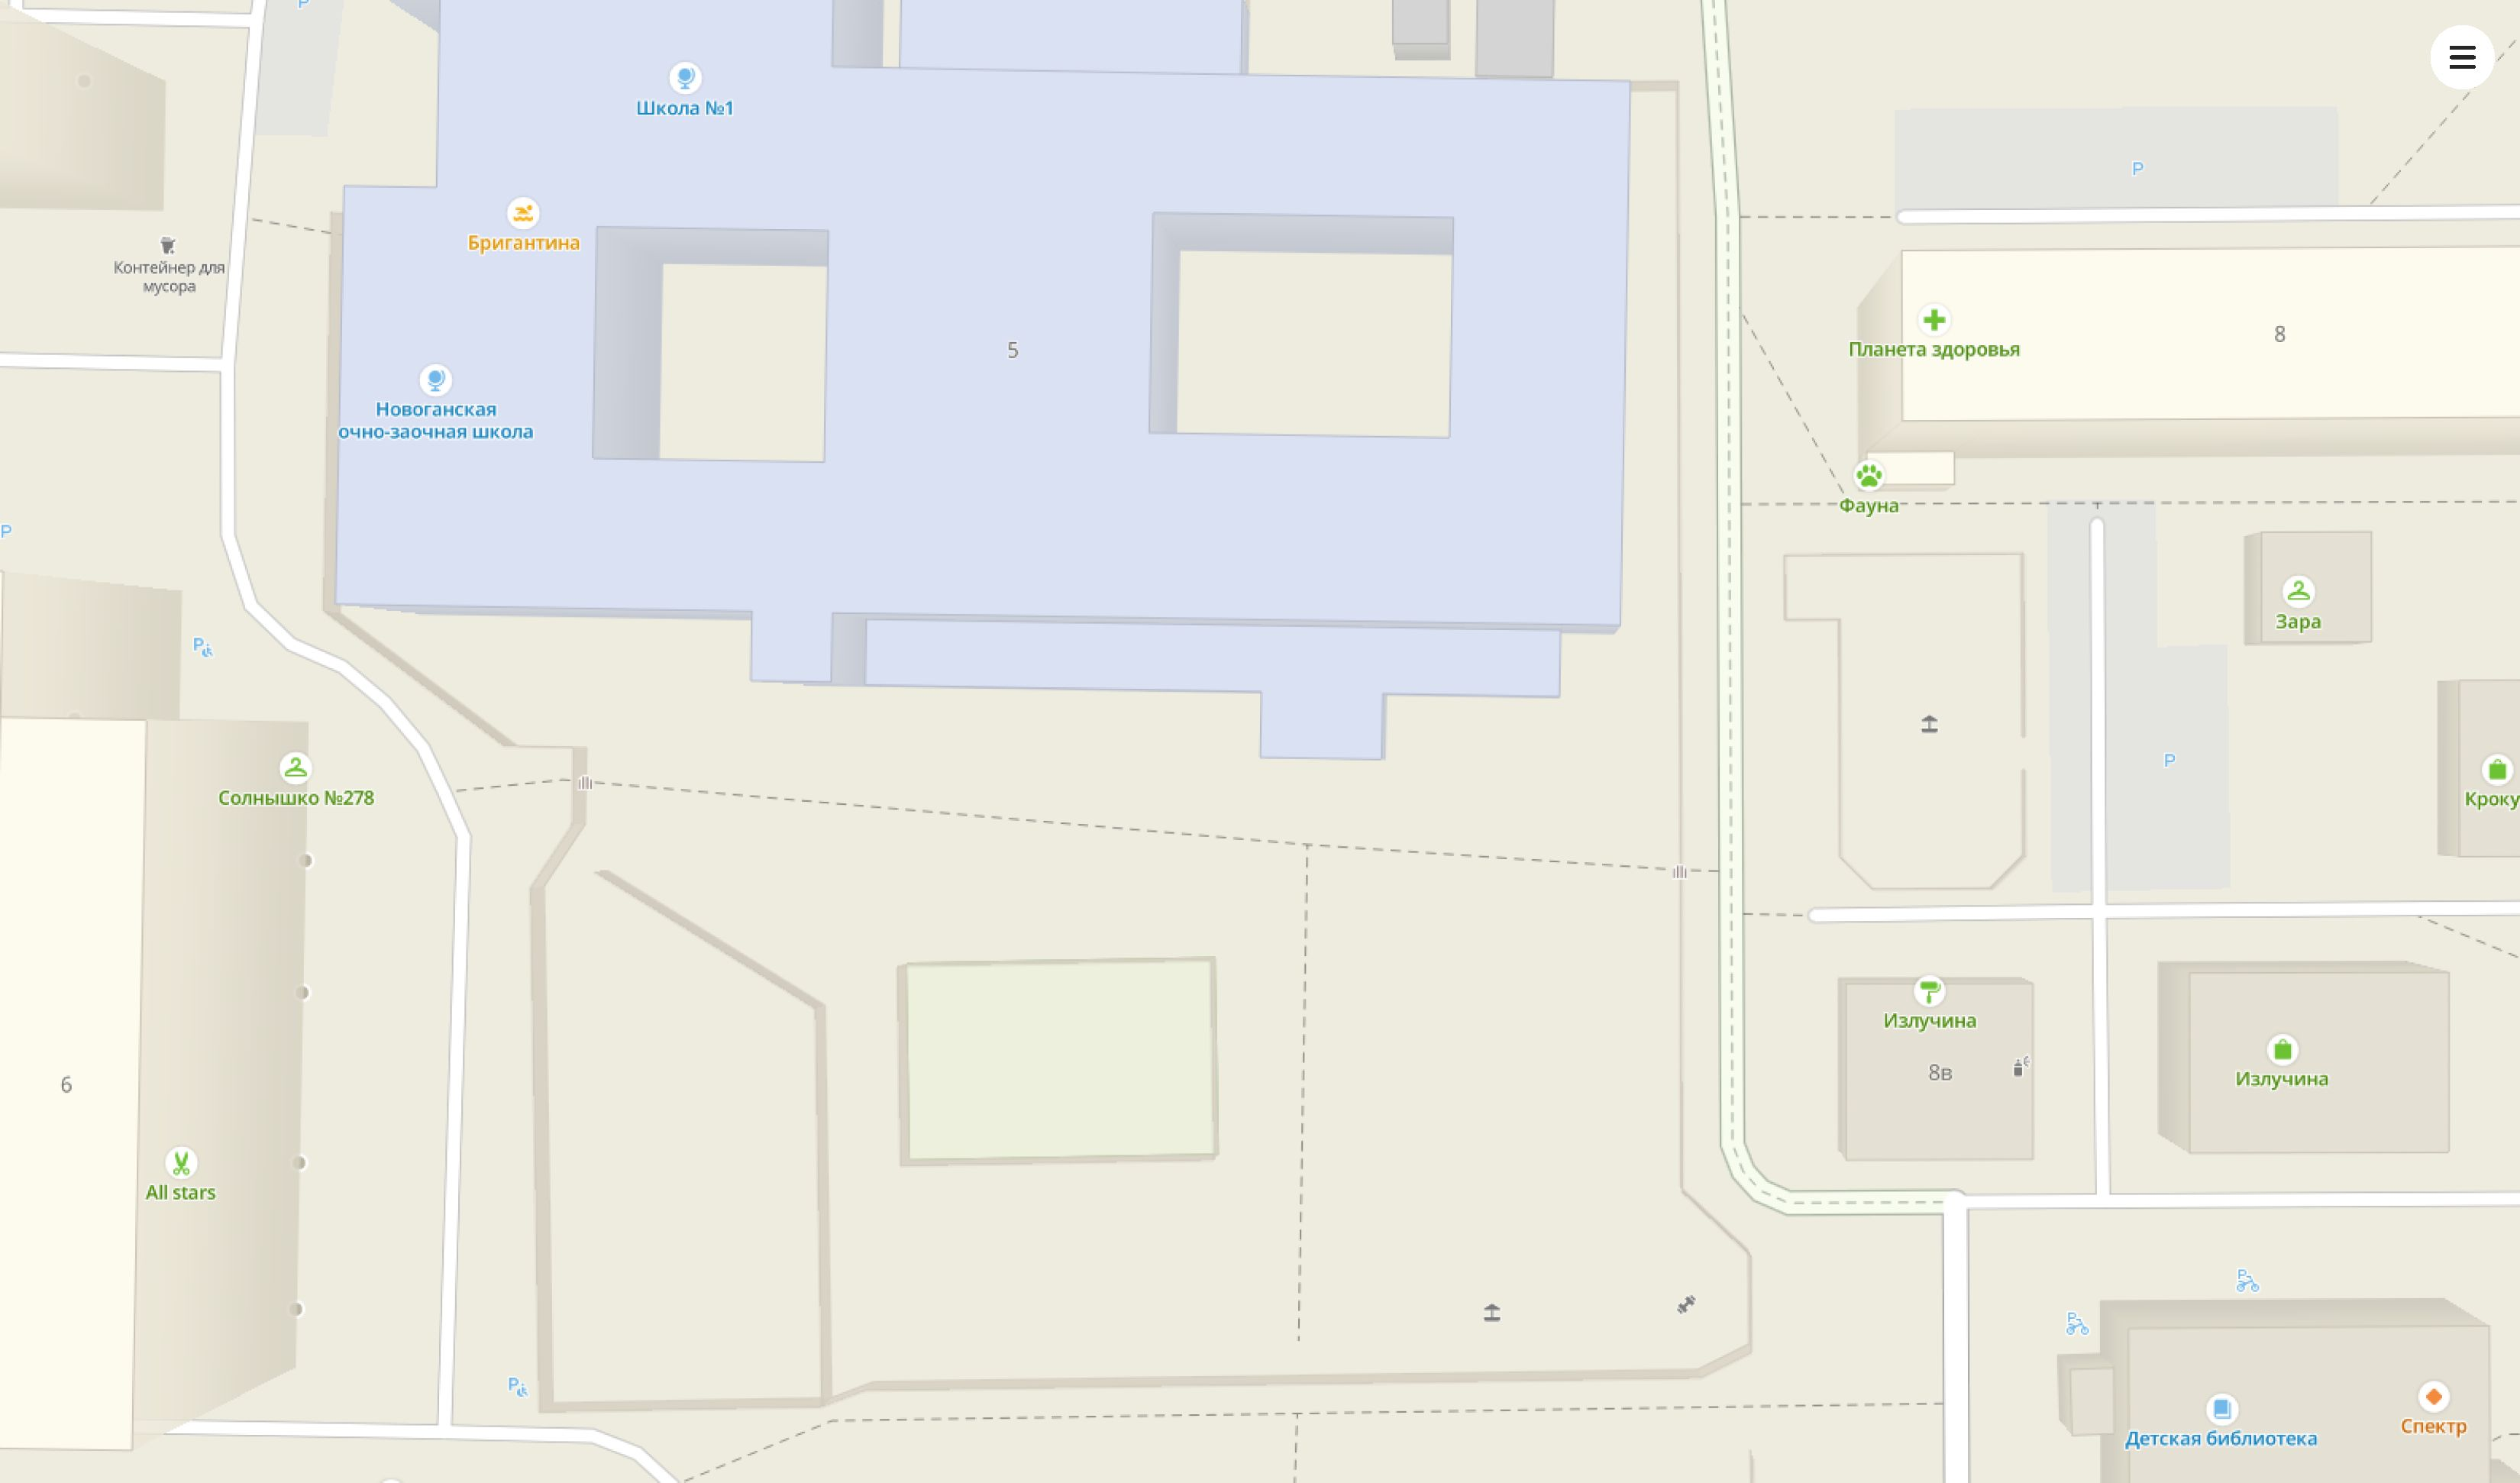 P
Школа №1
P
Бригантина
Контейнер для
мусора
Планета здоровья
8
5
Новоганская
очно-заочная школа
Фауна
P
Зара
P
P
Солнышко №278
Кроку
Излучина
8в
Излучина
6
All stars
P
P
P
Детская библиотека
Спектр